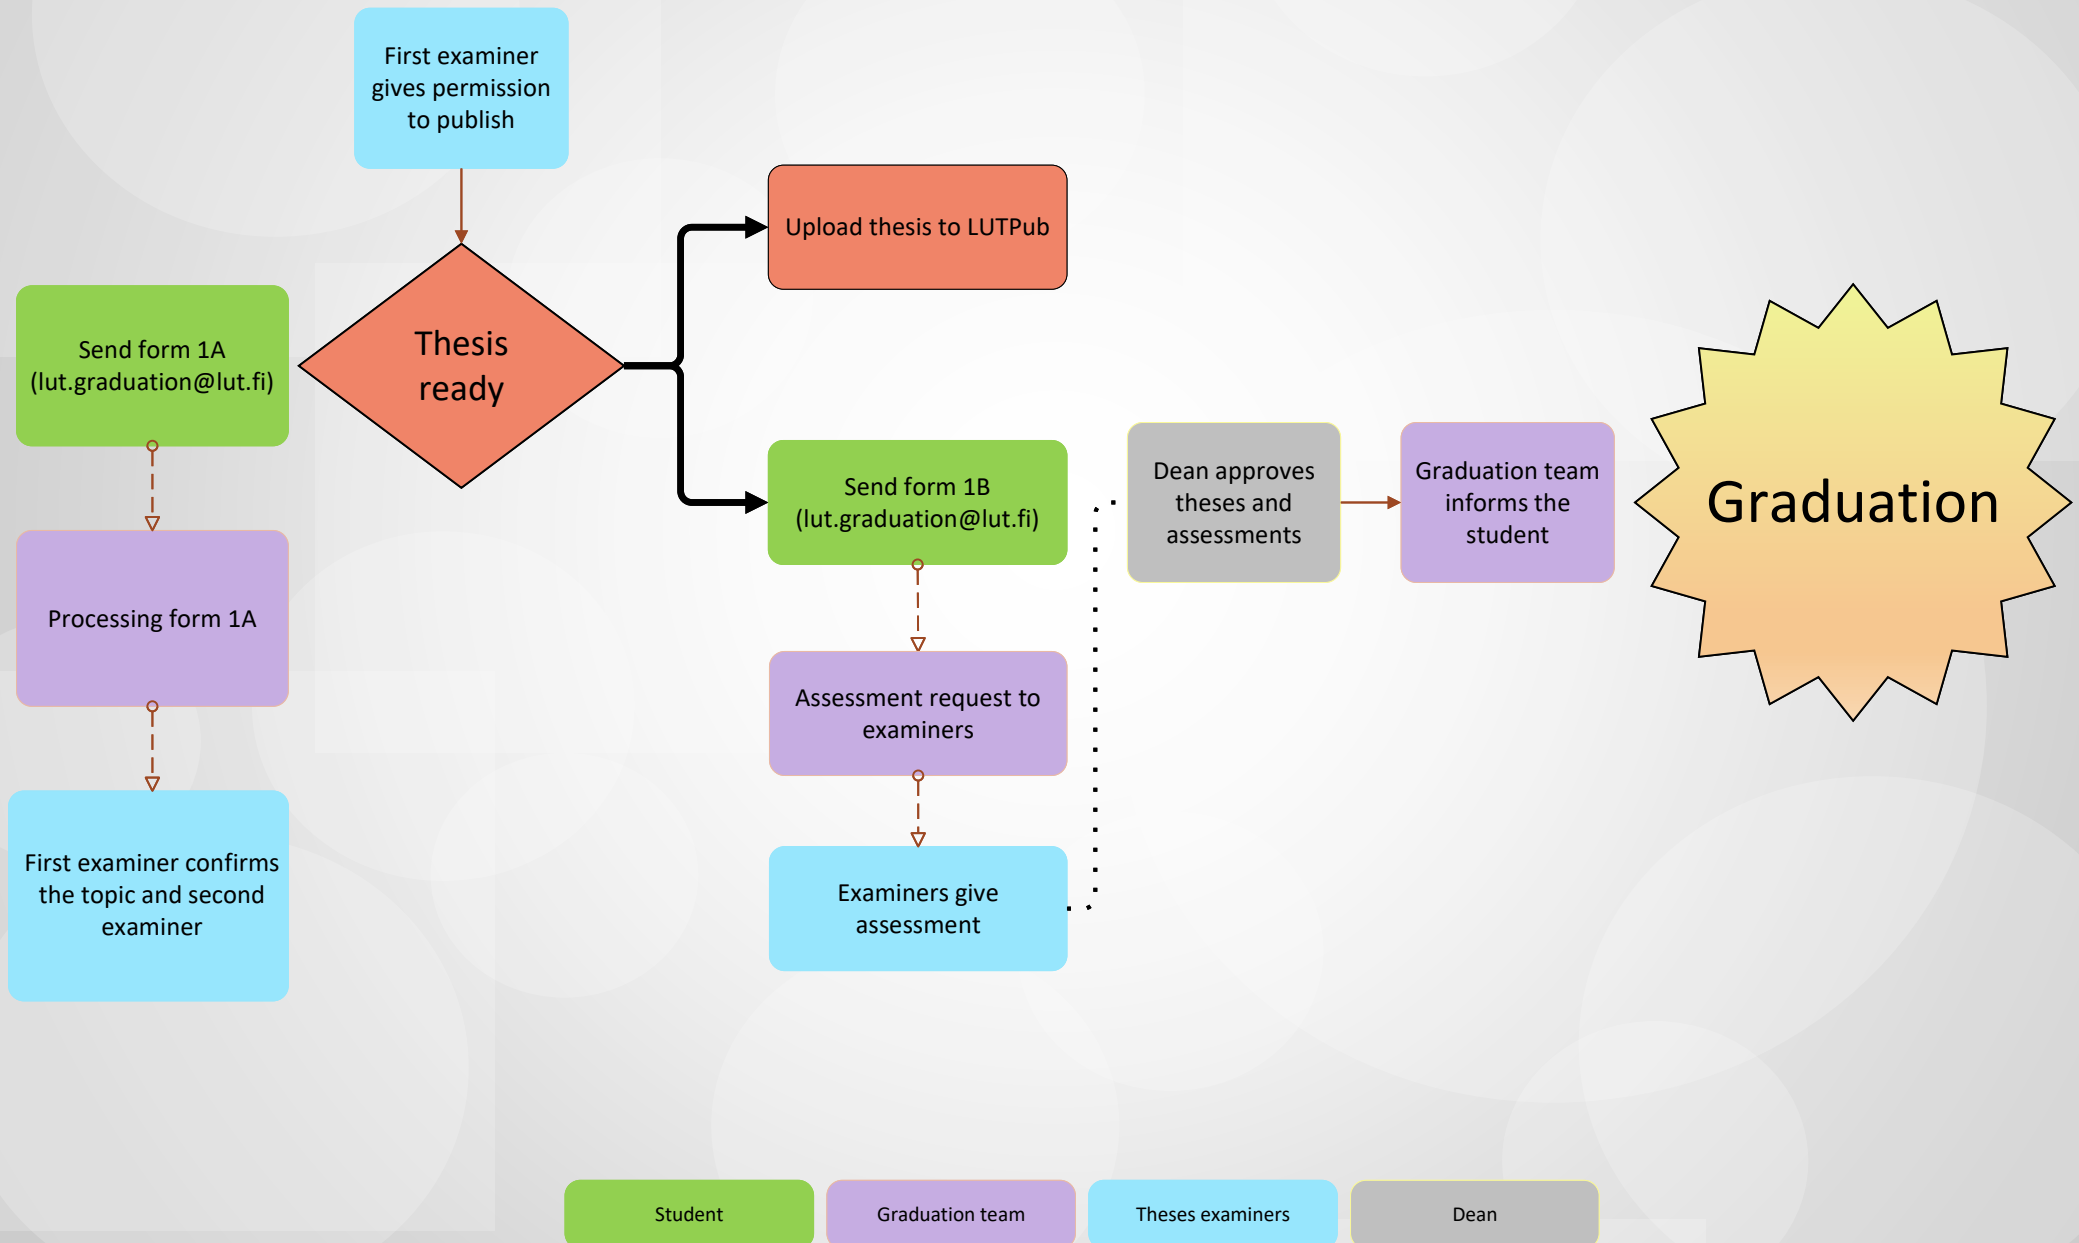 First examiner
gives permission
to publish
Upload thesis to LUTPub
Send form 1A
(lut.graduation@lut.fi)
Thesis
ready
Processing form 1A
First examiner confirms
the topic and second
examiner
Send form 1B
(lut.graduation@lut.fi)
Assessment request to
examiners
Examiners give
assessment
Dean approves
theses and
assessments
Graduation team
informs the
student
Graduation
Student
Graduation team
Theses examiners
Dean